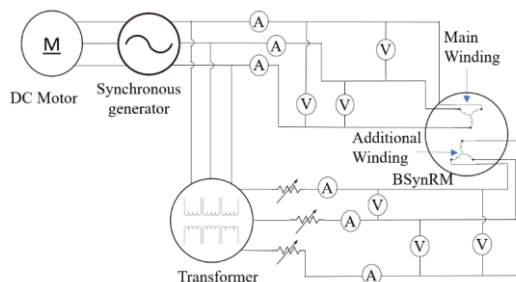 A
Main
Winding
M
A
V
A
DC Motor
Synchronous
generator
V
V
Additional
Winding
BSynRM
A
V
A
V
V
A
Transformer